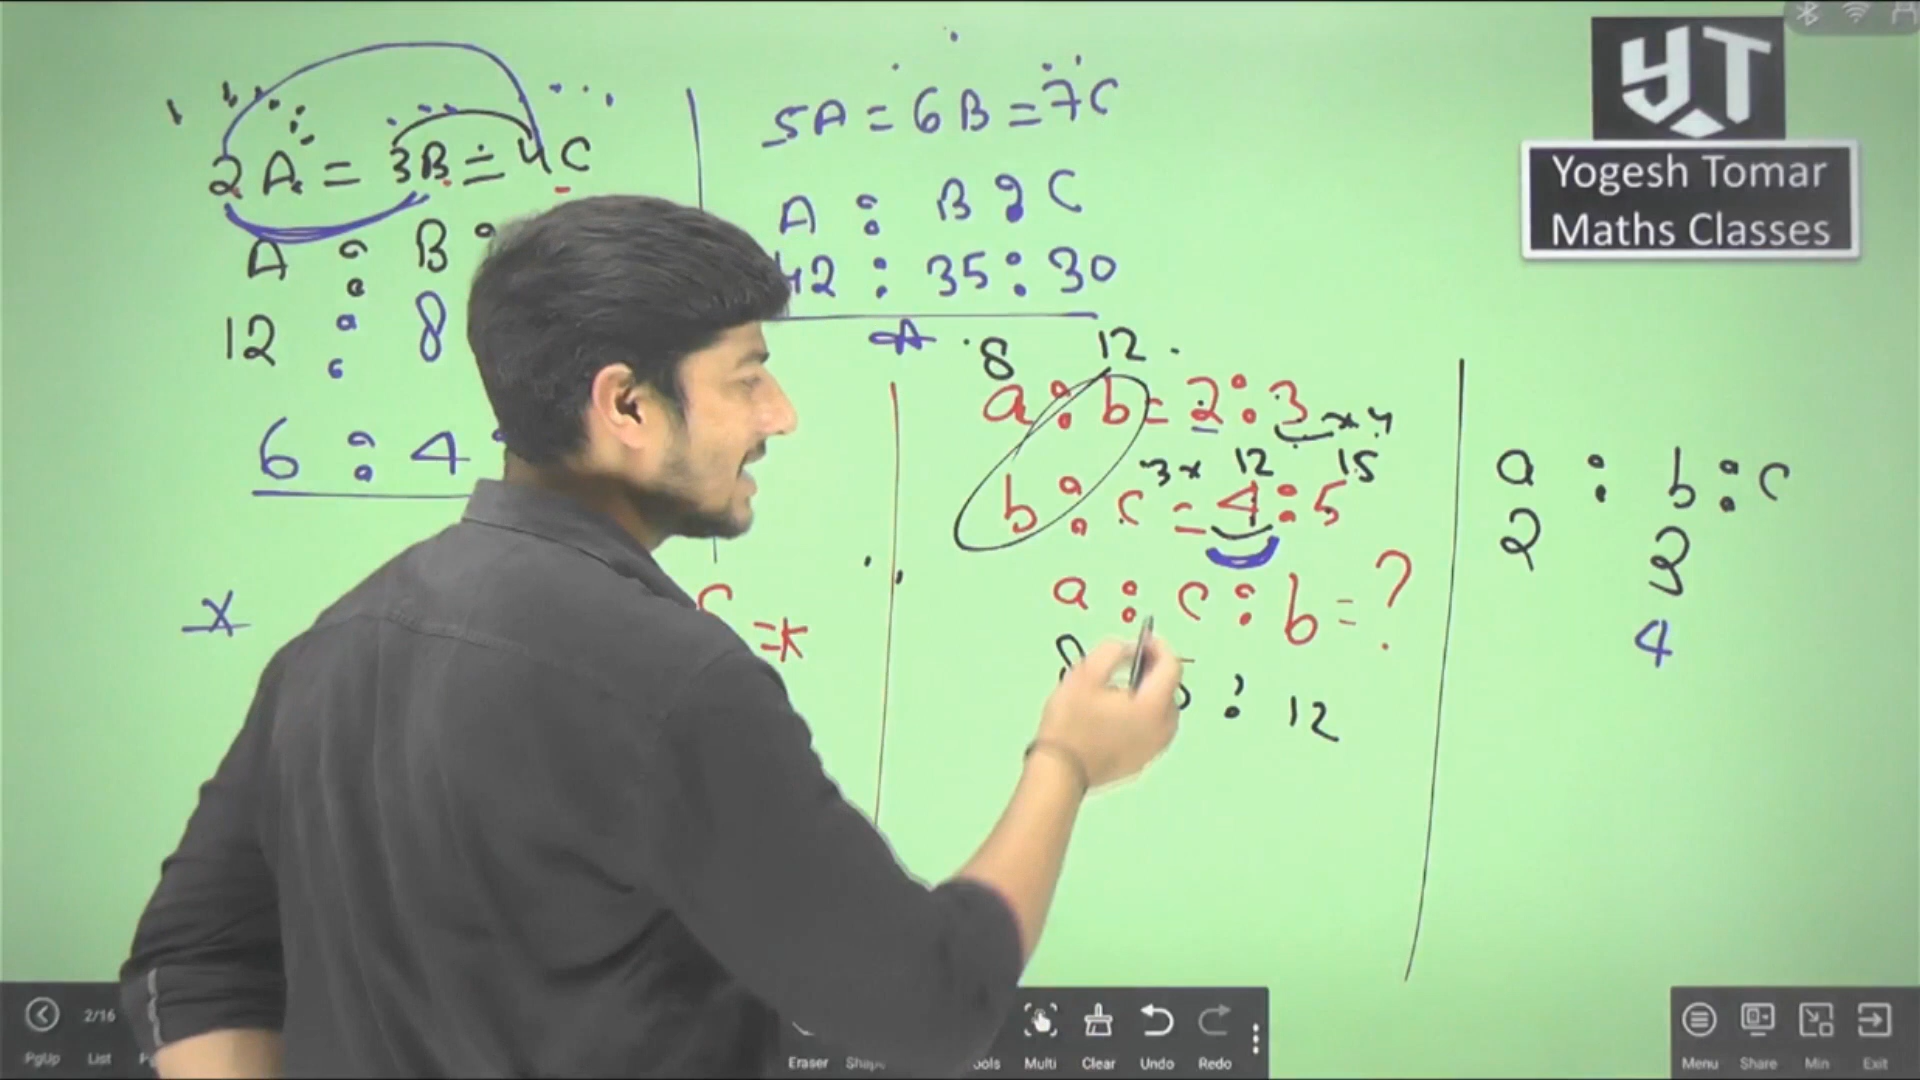 2A = 3B = 4C
A : B :
12 : 8
6 : 4 :
X
= K
5A = 6B = 7C
A : B : C
42 : 35 : 30
A
8 12
a : b = 2 : 3 × 4
3 × 12 15
b : c = 4 : 5
a : c : b = ?
8 : 12
a : b : c
2 3
4
YT
Yogesh Tomar
Maths Classes
PgUp
2/16
List
Eraser
Multi
Clear
Undo
Redo
Menu
Share
Min
Exit